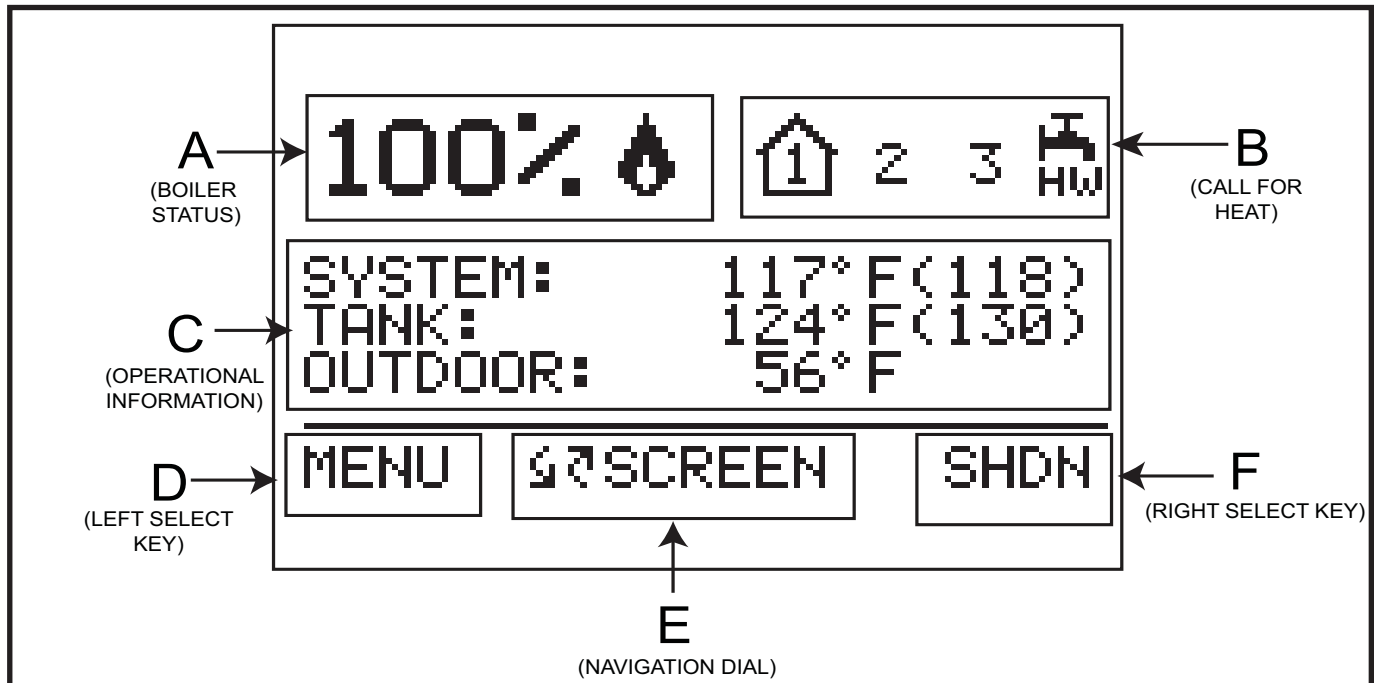 100%
1 2 3 HW
A
(BOILER
STATUS)
B
(CALL FOR
HEAT)
SYSTEM: 117°F(118)
TANK: 124°F(130)
OUTDOOR: 56°F
C
(OPERATIONAL
INFORMATION)
MENU SCREEN SHDN
D
(LEFT SELECT
KEY)
F
(RIGHT SELECT KEY)
E
(NAVIGATION DIAL)